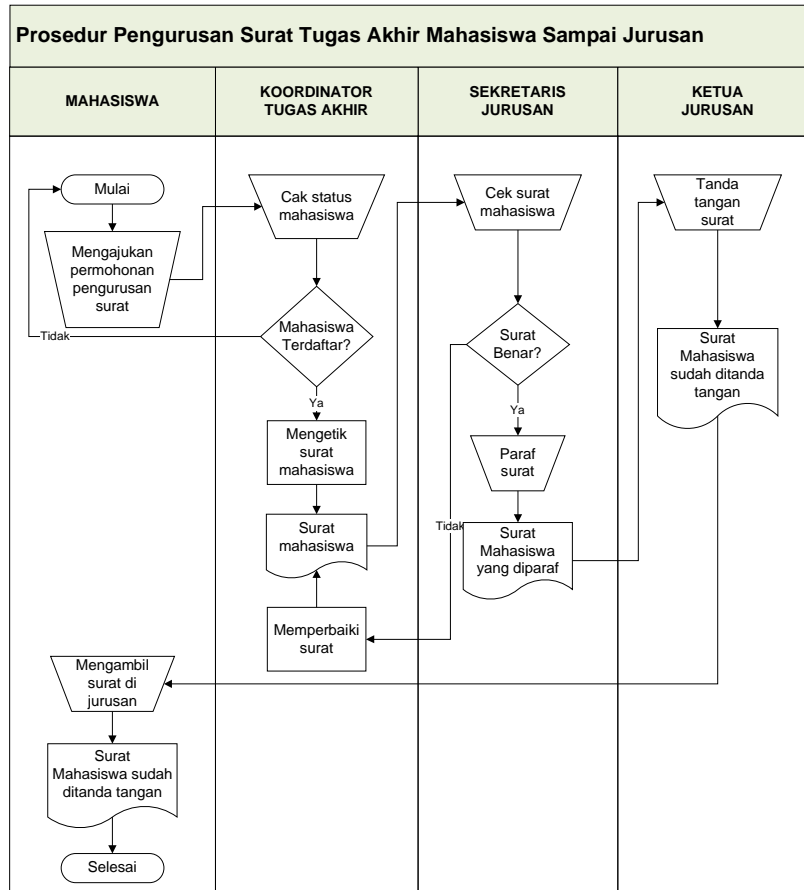 Prosedur Pengurusan Surat Tugas Akhir Mahasiswa Sampai Jurusan
MAHASISWA
KOORDINATOR
TUGAS AKHIR
SEKRETARIS
JURUSAN
KETUA
JURUSAN
Mulai
Mengajukan
permohonan
pengurusan
surat
Tidak
Cak status
mahasiswa
Mahasiswa
Terdaftar?
Ya
Mengetik
surat
mahasiswa
Surat
mahasiswa
Memperbaiki
surat
Cek surat
mahasiswa
Surat
Benar?
Ya
Tidak
Paraf
surat
Surat
Mahasiswa
yang diparaf
Tanda
tangan
surat
Surat
Mahasiswa
sudah ditanda
tangan
Mengambil
surat di
jurusan
Surat
Mahasiswa sudah
ditanda tangan
Selesai